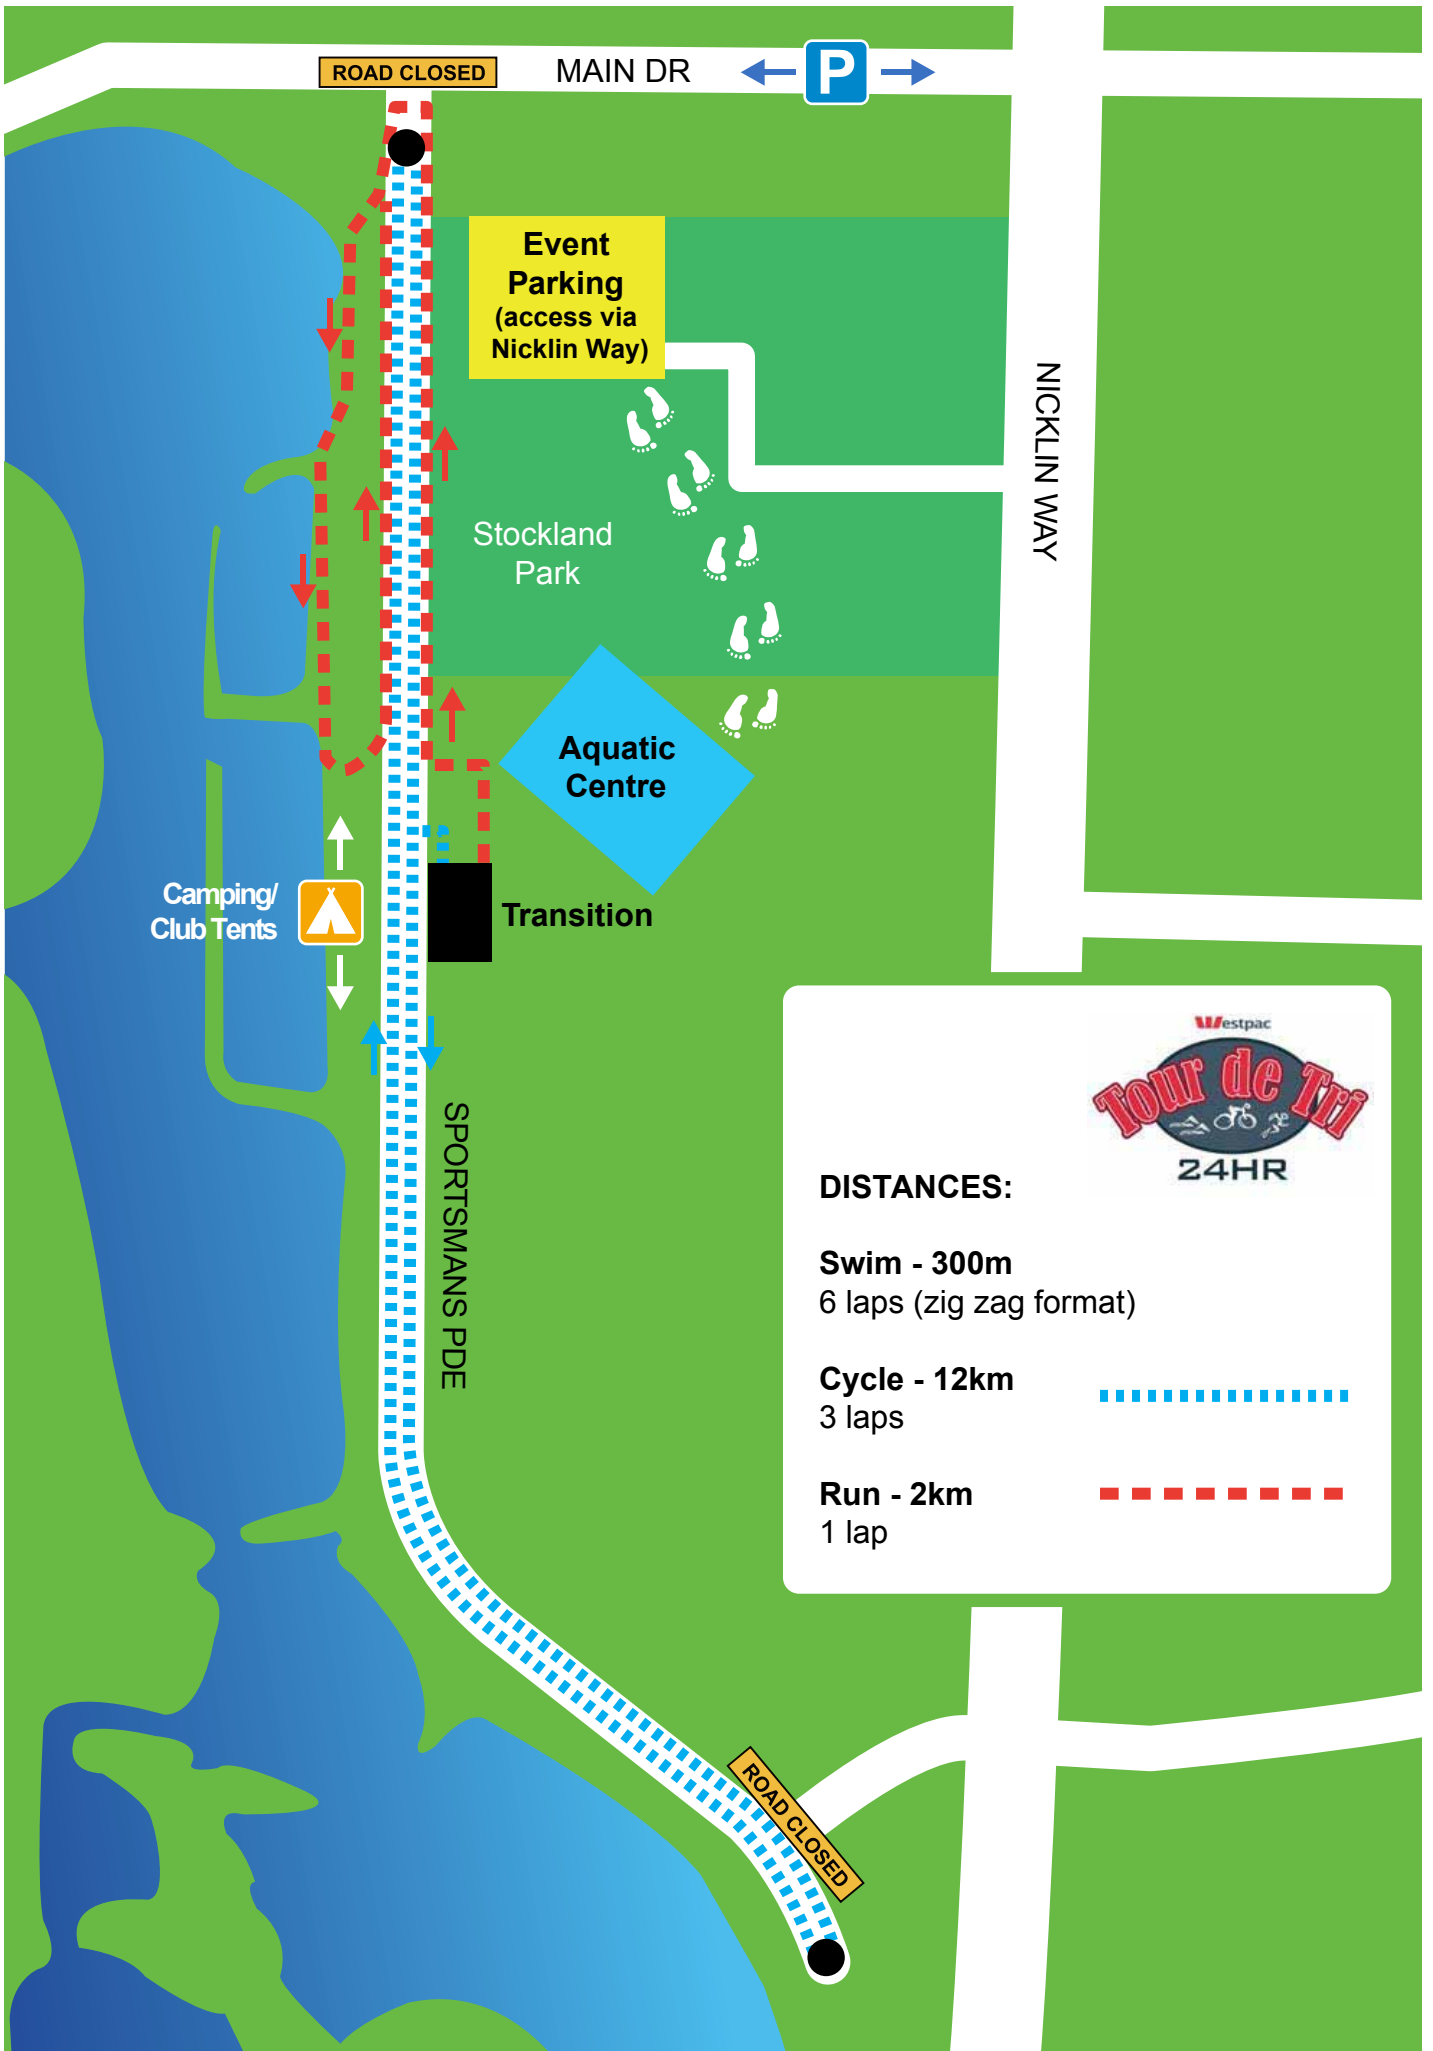 ROAD CLOSED
MAIN DR
P
Event
Parking
(access via
Nicklin Way)
NICKLIN WAY
Stockland
Park
Aquatic
Centre
Camping/
Club Tents
Transition
SPORTSMANS PDE
Westpac
Tour de Tri
24HR
DISTANCES:
Swim - 300m
6 laps (zig zag format)
Cycle - 12km
3 laps
Run - 2km
1 lap
ROAD CLOSED